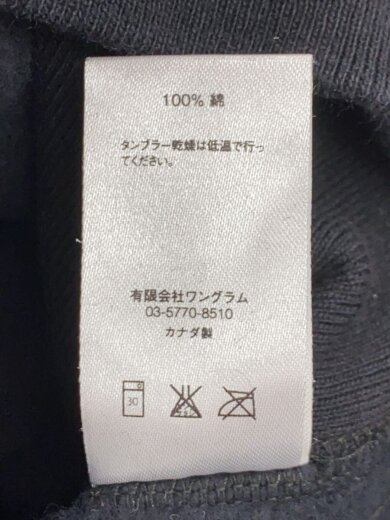 100% 綿
タンブラー乾燥は低温で行っ
てください。
有限会社ワングラム
03-5770-8510
カナダ製
30